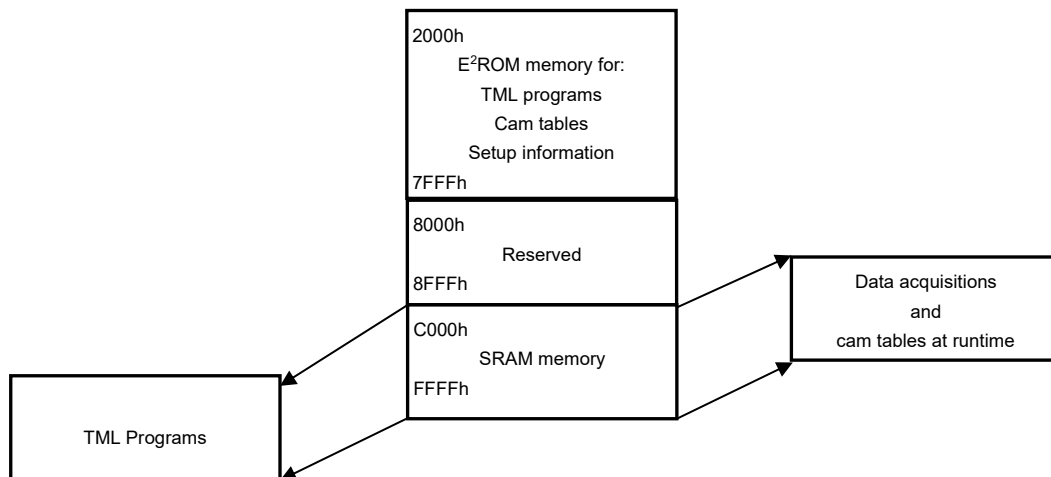 2000h
E²ROM memory for:
TML programs
Cam tables
Setup information
7FFFh
8000h
Reserved
8FFFh
C000h
SRAM memory
FFFFh
Data acquisitions
and
cam tables at runtime
TML Programs